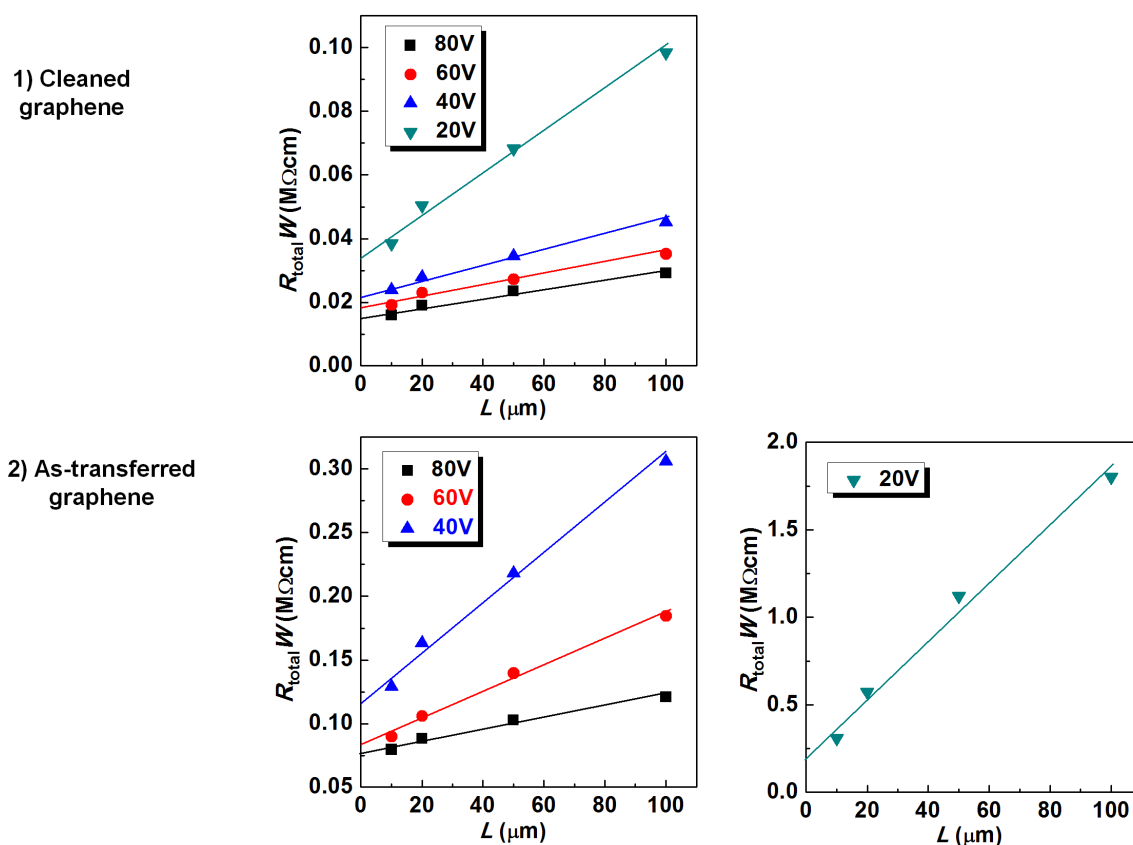 1) Cleaned
graphene
80V
60V
40V
20V
0.10
0.08
0.06
0.04
0.02
0.00
R_total W (MΩcm)
0 20 40 60 80 100
L (μm)
2) As-transferred
graphene
80V
60V
40V
0.30
0.25
0.20
0.15
0.10
0.05
R_total W (MΩcm)
0 20 40 60 80 100
L (μm)
20V
2.0
1.5
1.0
0.5
0.0
R_total W (MΩcm)
0 20 40 60 80 100
L (μm)